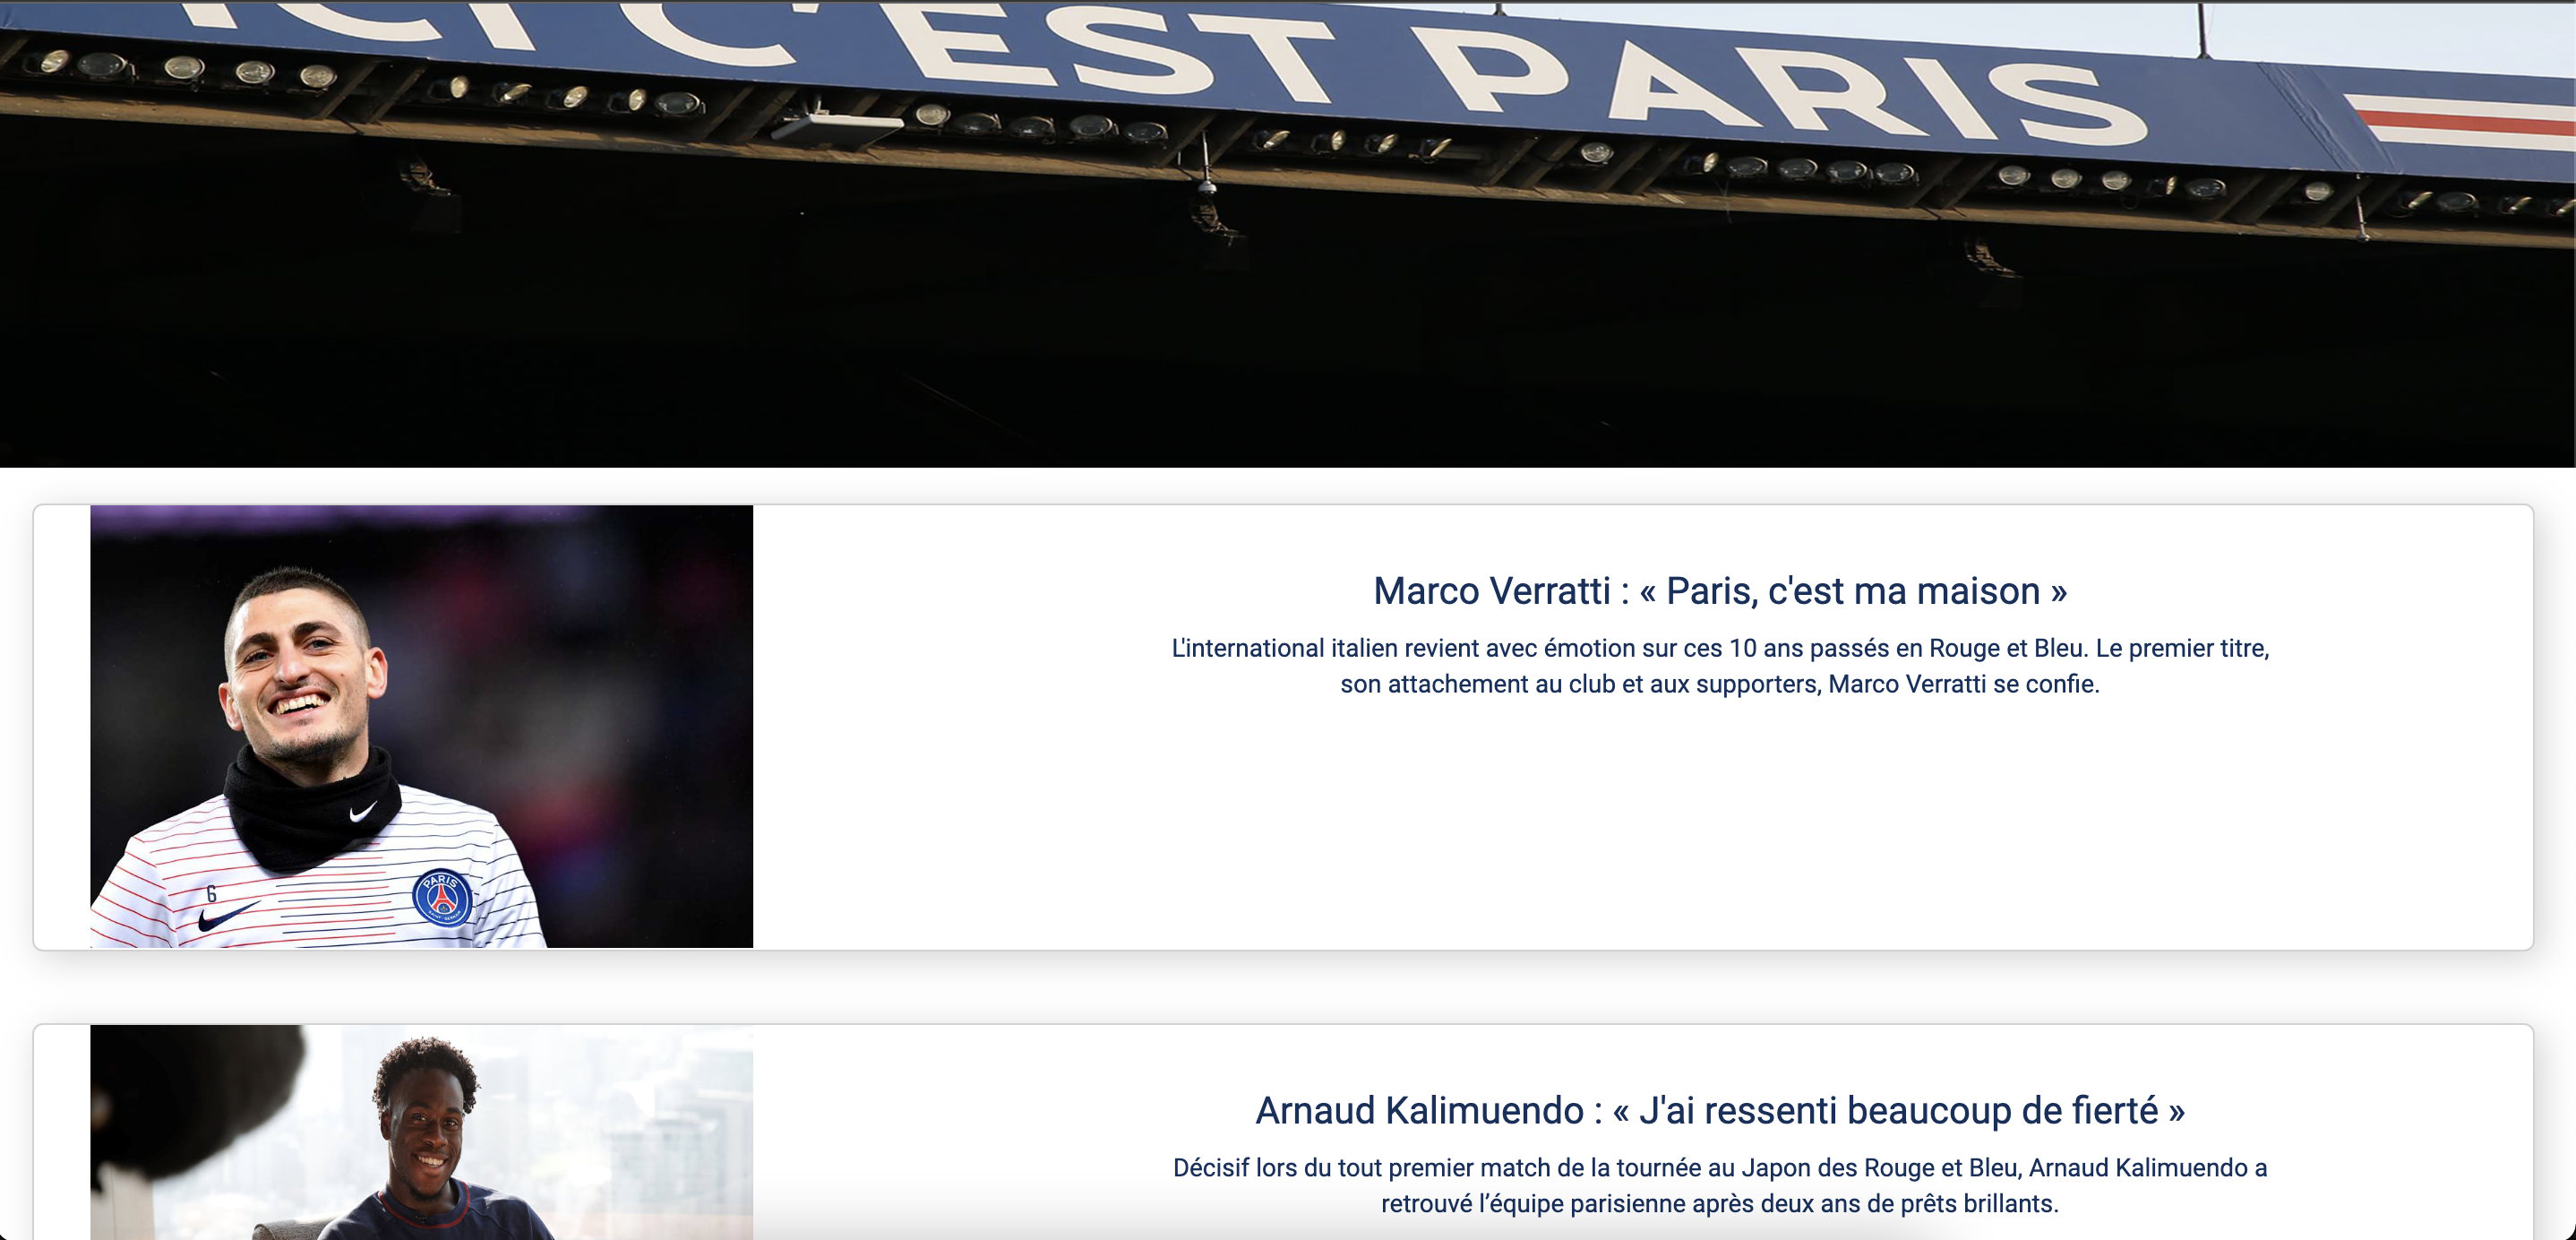 ICI C'EST PARIS
Marco Verratti : « Paris, c'est ma maison »
L'international italien revient avec émotion sur ces 10 ans passés en Rouge et Bleu. Le premier titre,
son attachement au club et aux supporters, Marco Verratti se confie.
6
PARIS
SAINT-GERMAIN
Arnaud Kalimuendo : « J'ai ressenti beaucoup de fierté »
Décisif lors du tout premier match de la tournée au Japon des Rouge et Bleu, Arnaud Kalimuendo a
retrouvé l’équipe parisienne après deux ans de prêts brillants.